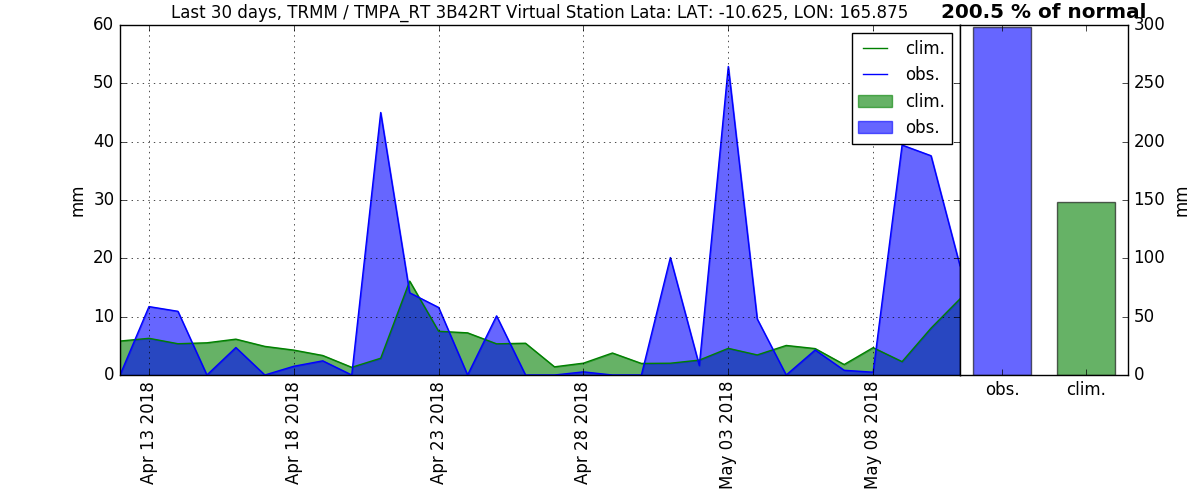 Last 30 days, TRMM / TMPA_RT 3B42RT Virtual Station Lata: LAT: -10.625, LON: 165.875
200.5 % of normal
60
50
40
30
20
10
0
mm
clim.
obs.
clim.
obs.
300
250
200
150
100
50
0
mm
Apr 13 2018
Apr 18 2018
Apr 23 2018
Apr 28 2018
May 03 2018
May 08 2018
obs.
clim.